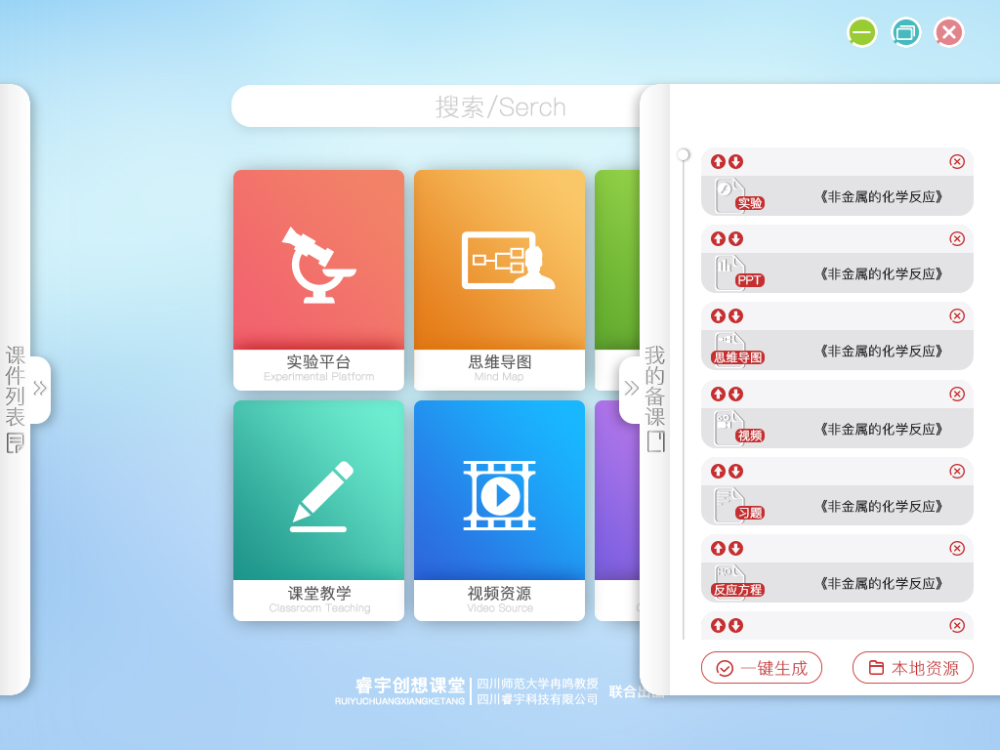 搜索/Serch
课件列表
实验平台
Experimental Platform
思维导图
Mind Map
课堂教学
Classroom Teaching
视频资源
Video Source
我的备课
实验
《非金属的化学反应》
PPT
《非金属的化学反应》
思维导图
《非金属的化学反应》
视频
《非金属的化学反应》
习题
《非金属的化学反应》
反应方程
《非金属的化学反应》
一键生成
本地资源
睿宇创想课堂
RUIYUCHUANGXIANGKETANG
四川师范大学冉鸣教授
四川睿宇科技有限公司
联合出